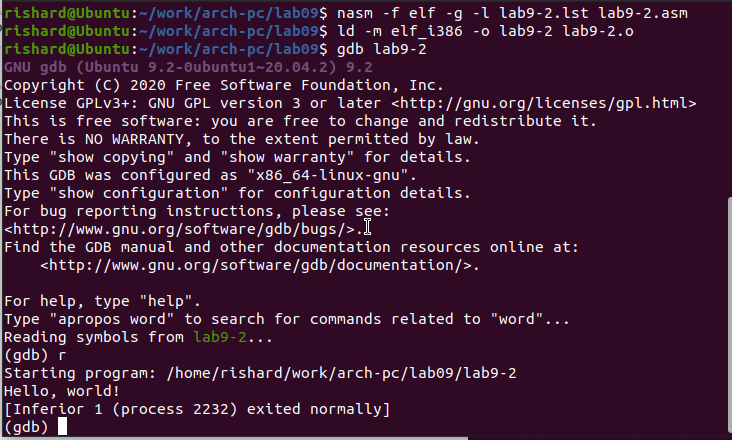 rishard@Ubuntu:~/work/arch-pc/lab09$ nasm -f elf -g -l lab9-2.lst lab9-2.asm
rishard@Ubuntu:~/work/arch-pc/lab09$ ld -m elf_i386 -o lab9-2 lab9-2.o
rishard@Ubuntu:~/work/arch-pc/lab09$ gdb lab9-2
GNU gdb (Ubuntu 9.2-0ubuntu1~20.04.2) 9.2
Copyright (C) 2020 Free Software Foundation, Inc.
License GPLv3+: GNU GPL version 3 or later <http://gnu.org/licenses/gpl.html>
This is free software: you are free to change and redistribute it.
There is NO WARRANTY, to the extent permitted by law.
Type "show copying" and "show warranty" for details.
This GDB was configured as "x86_64-linux-gnu".
Type "show configuration" for configuration details.
For bug reporting instructions, please see:
<http://www.gnu.org/software/gdb/bugs/>.
Find the GDB manual and other documentation resources online at:
    <http://www.gnu.org/software/gdb/documentation/>.

For help, type "help".
Type "apropos word" to search for commands related to "word"...
Reading symbols from lab9-2...
(gdb) r
Starting program: /home/rishard/work/arch-pc/lab09/lab9-2
Hello, world!
[Inferior 1 (process 2232) exited normally]
(gdb)